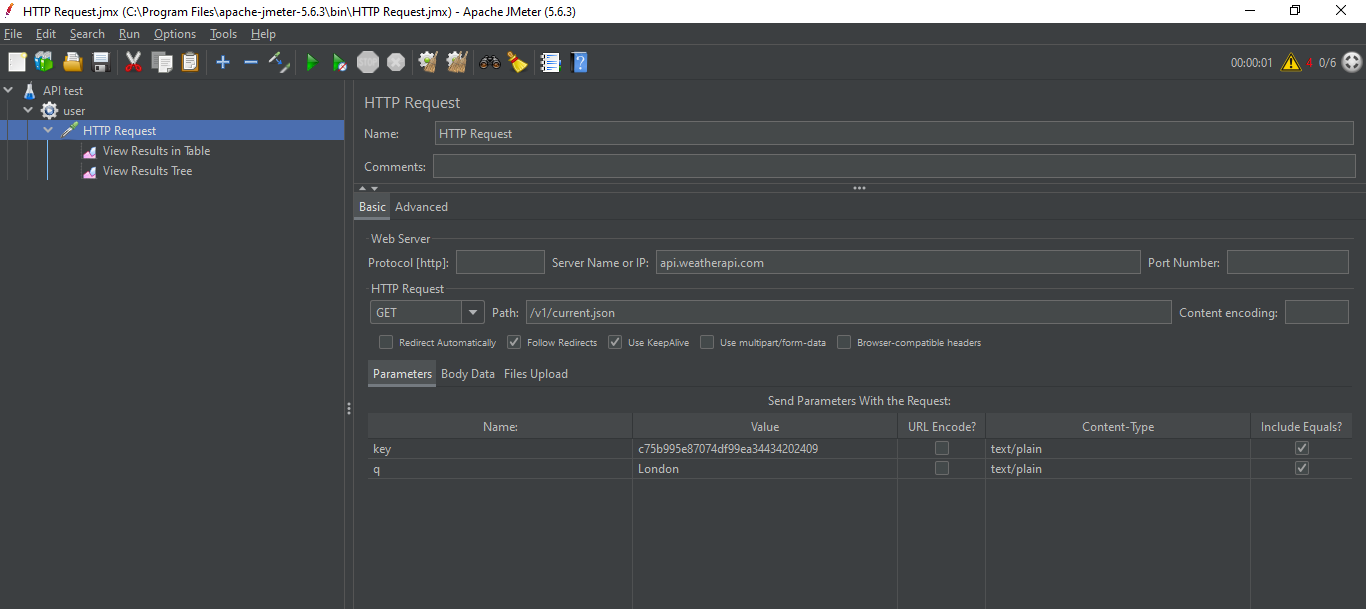 HTTP Request.jmx (C:\Program Files\apache-jmeter-5.6.3\bin\HTTP Request.jmx) - Apache JMeter (5.6.3)
File Edit Search Run Options Tools Help
STOP 00:00:01 4 0/6
API test
user
HTTP Request
View Results in Table
View Results Tree
HTTP Request
Name: HTTP Request
Comments:
Basic Advanced
Web Server
Protocol [http]: Server Name or IP: api.weatherapi.com Port Number:
HTTP Request
GET Path: /v1/current.json Content encoding:
Redirect Automatically Follow Redirects Use KeepAlive Use multipart/form-data Browser-compatible headers
Parameters Body Data Files Upload
Send Parameters With the Request:
Name: Value URL Encode? Content-Type Include Equals?
key c75b995e87074df99ea34434202409 text/plain
q London text/plain